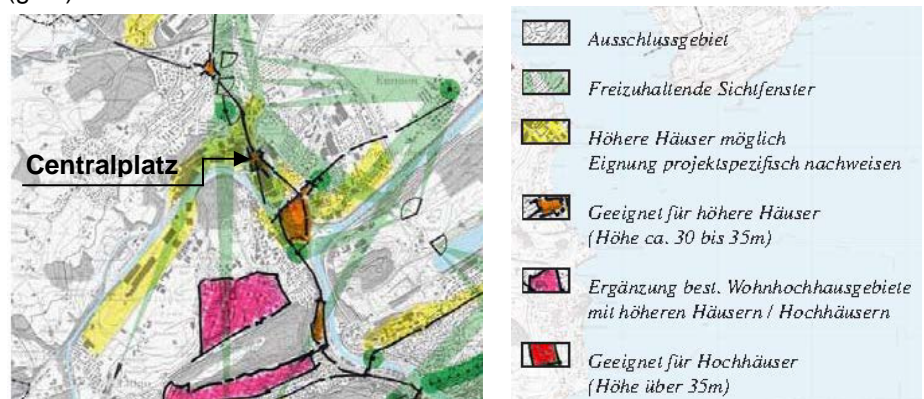 Centralplatz
Ausschlussgebiet
Freizuhaltende Sichtfenster
Höhere Häuser möglich
Eignung projektspezifisch nachweisen
Geeignet für höhere Häuser
(Höhe ca. 30 bis 35m)
Ergänzung best. Wohnhochhausgebiete
mit höheren Häusern / Hochhäusern
Geeignet für Hochhäuser
(Höhe über 35m)